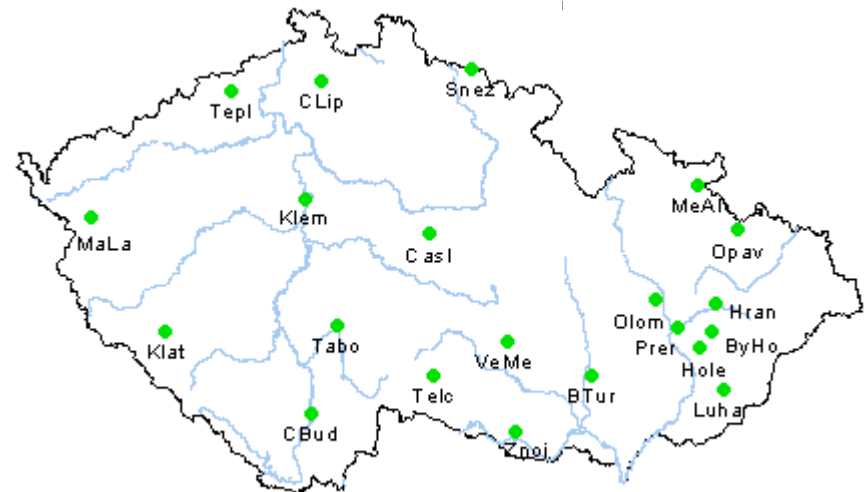 Snez
CLip
Tepl
MeAl
Klem
MaLa
Casl
Opav
Hran
Olom
Tabo
VeMe
Prer
ByHo
Klat
Hole
Telc
BTur
Luha
CBud
Znoj